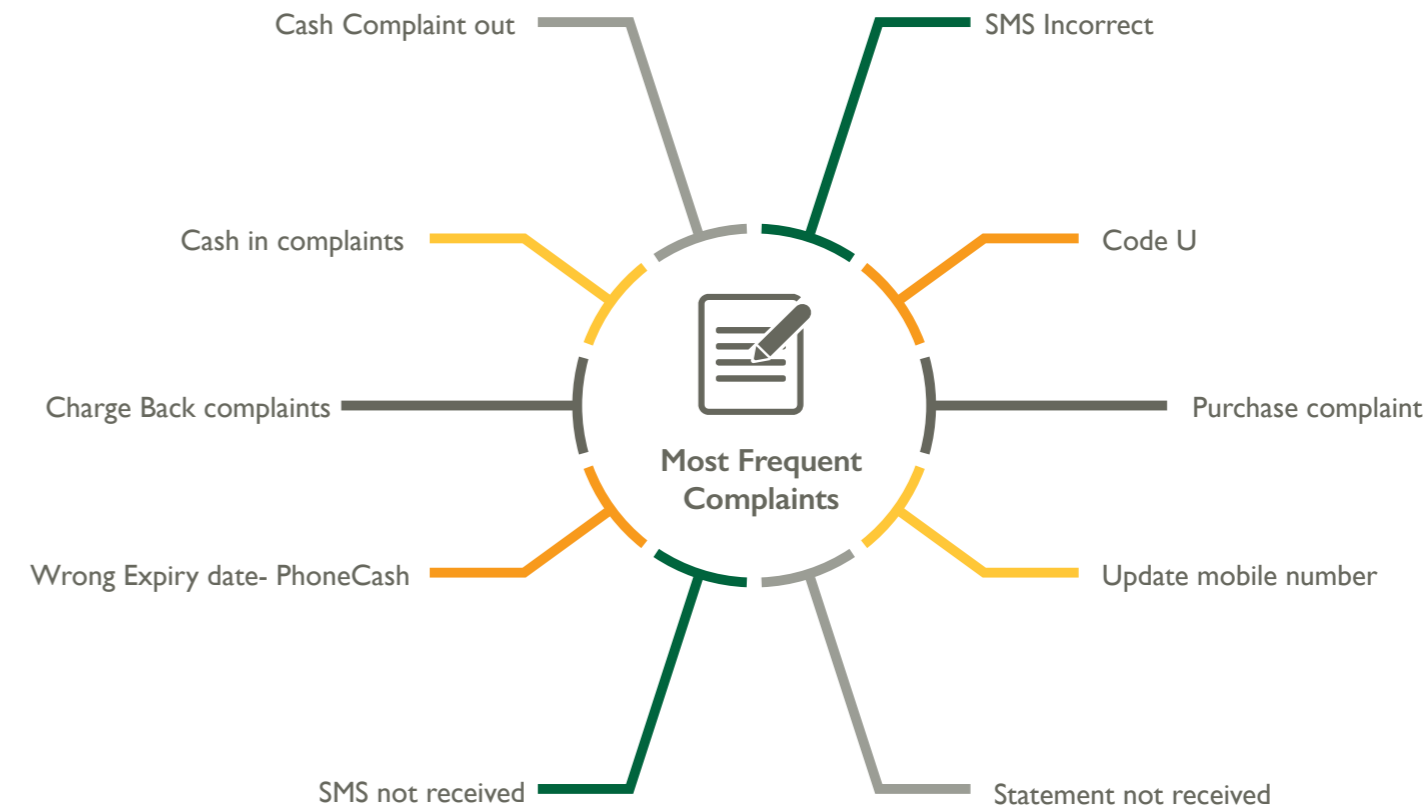 Cash Complaint out
SMS Incorrect
Cash in complaints
Code U
Charge Back complaints
Purchase complaint
Most Frequent
Complaints
Wrong Expiry date- PhoneCash
Update mobile number
SMS not received
Statement not received